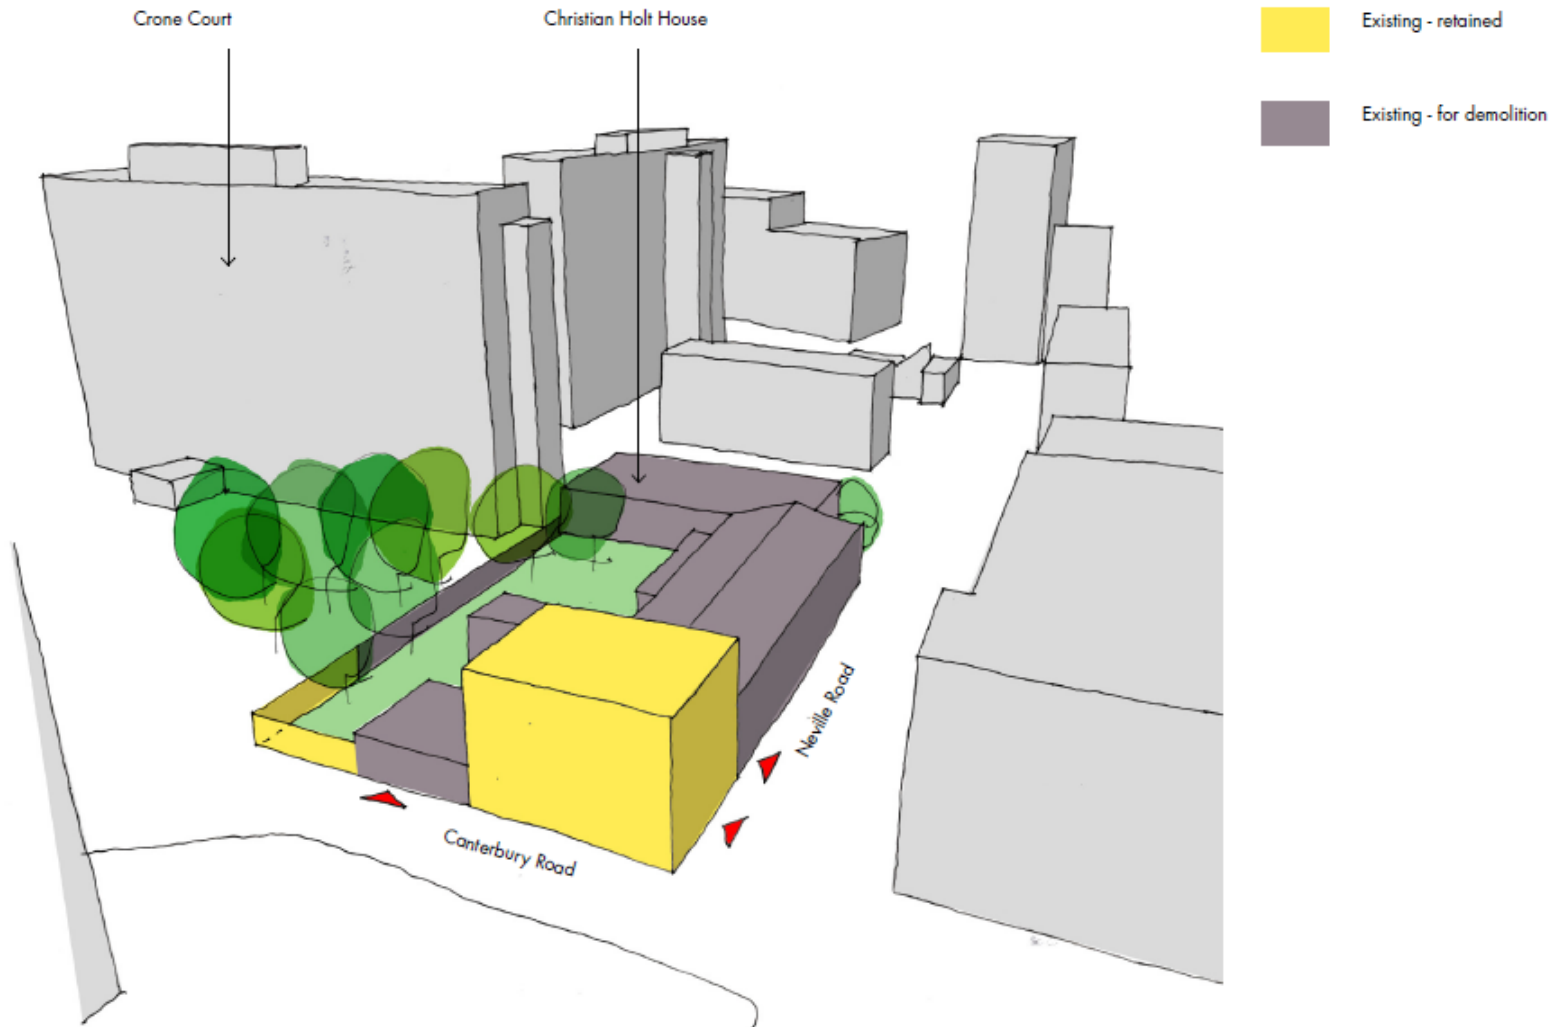 Crone Court
Christian Holt House
Existing - retained
Existing - for demolition
Neville Road
Canterbury Road